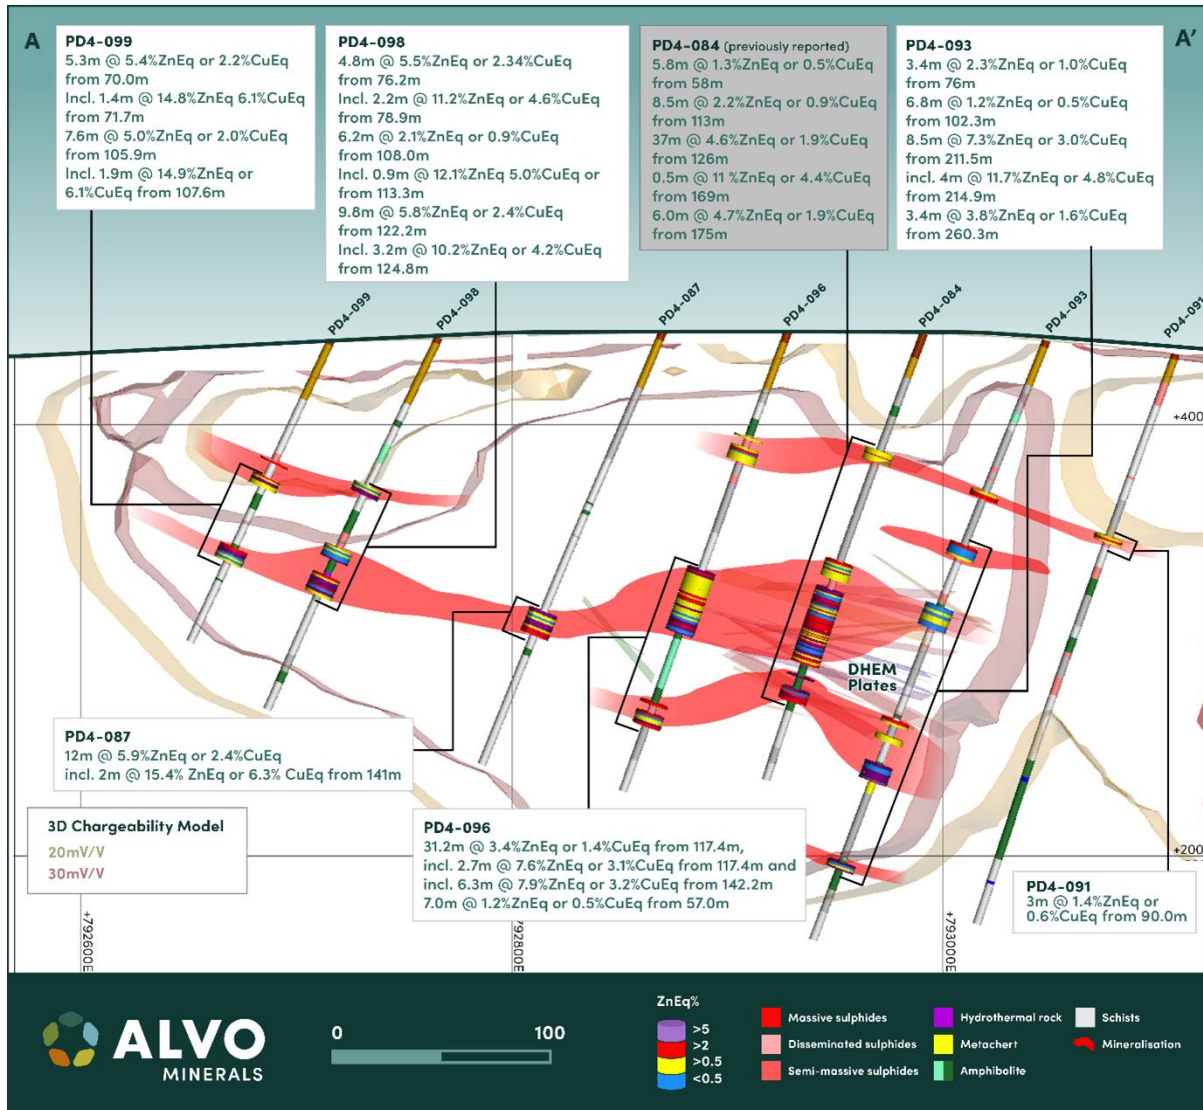 A
A'
PD4-099
5.3m @ 5.4%ZnEq or 2.2%CuEq
from 70.0m
Incl. 1.4m @ 14.8%ZnEq 6.1%CuEq
from 71.7m
7.6m @ 5.0%ZnEq or 2.0%CuEq
from 105.9m
Incl. 1.9m @ 14.9%ZnEq or
6.1%CuEq from 107.6m
PD4-098
4.8m @ 5.5%ZnEq or 2.34%CuEq
from 76.2m
Incl. 2.2m @ 11.2%ZnEq or 4.6%CuEq
from 78.9m
6.2m @ 2.1%ZnEq or 0.9%CuEq
from 108.0m
Incl. 0.9m @ 12.1%ZnEq 5.0%CuEq or
from 113.3m
9.8m @ 5.8%ZnEq or 2.4%CuEq
from 122.2m
Incl. 3.2m @ 10.2%ZnEq or 4.2%CuEq
from 124.8m
PD4-084 (previously reported)
5.8m @ 1.3%ZnEq or 0.5%CuEq
from 58m
8.5m @ 2.2%ZnEq or 0.9%CuEq
from 113m
37m @ 4.6%ZnEq or 1.9%CuEq
from 126m
0.5m @ 11 %ZnEq or 4.4%CuEq
from 169m
6.0m @ 4.7%ZnEq or 1.9%CuEq
from 175m
PD4-093
3.4m @ 2.3%ZnEq or 1.0%CuEq
from 76m
6.8m @ 1.2%ZnEq or 0.5%CuEq
from 102.3m
8.5m @ 7.3%ZnEq or 3.0%CuEq
from 211.5m
incl. 4m @ 11.7%ZnEq or 4.8%CuEq
from 214.9m
3.4m @ 3.8%ZnEq or 1.6%CuEq
from 260.3m
PD4-099
PD4-098
PD4-087
PD4-096
PD4-084
PD4-093
PD4-091
+400
DHEM
Plates
PD4-087
12m @ 5.9%ZnEq or 2.4%CuEq
incl. 2m @ 15.4% ZnEq or 6.3% CuEq from 141m
3D Chargeability Model
20mV/V
30mV/V
PD4-096
31.2m @ 3.4%ZnEq or 1.4%CuEq from 117.4m,
incl. 2.7m @ 7.6%ZnEq or 3.1%CuEq from 117.4m and
incl. 6.3m @ 7.9%ZnEq or 3.2%CuEq from 142.2m
7.0m @ 1.2%ZnEq or 0.5%CuEq from 57.0m
+200
PD4-091
3m @ 1.4%ZnEq or
0.6%CuEq from 90.0m
+792600E
792800E
+793000E
ALVO
MINERALS
0
100
ZnEq%
>5
>2
>0.5
<0.5
Massive sulphides
Disseminated sulphides
Semi-massive sulphides
Hydrothermal rock
Metachert
Amphibolite
Schists
Mineralisation